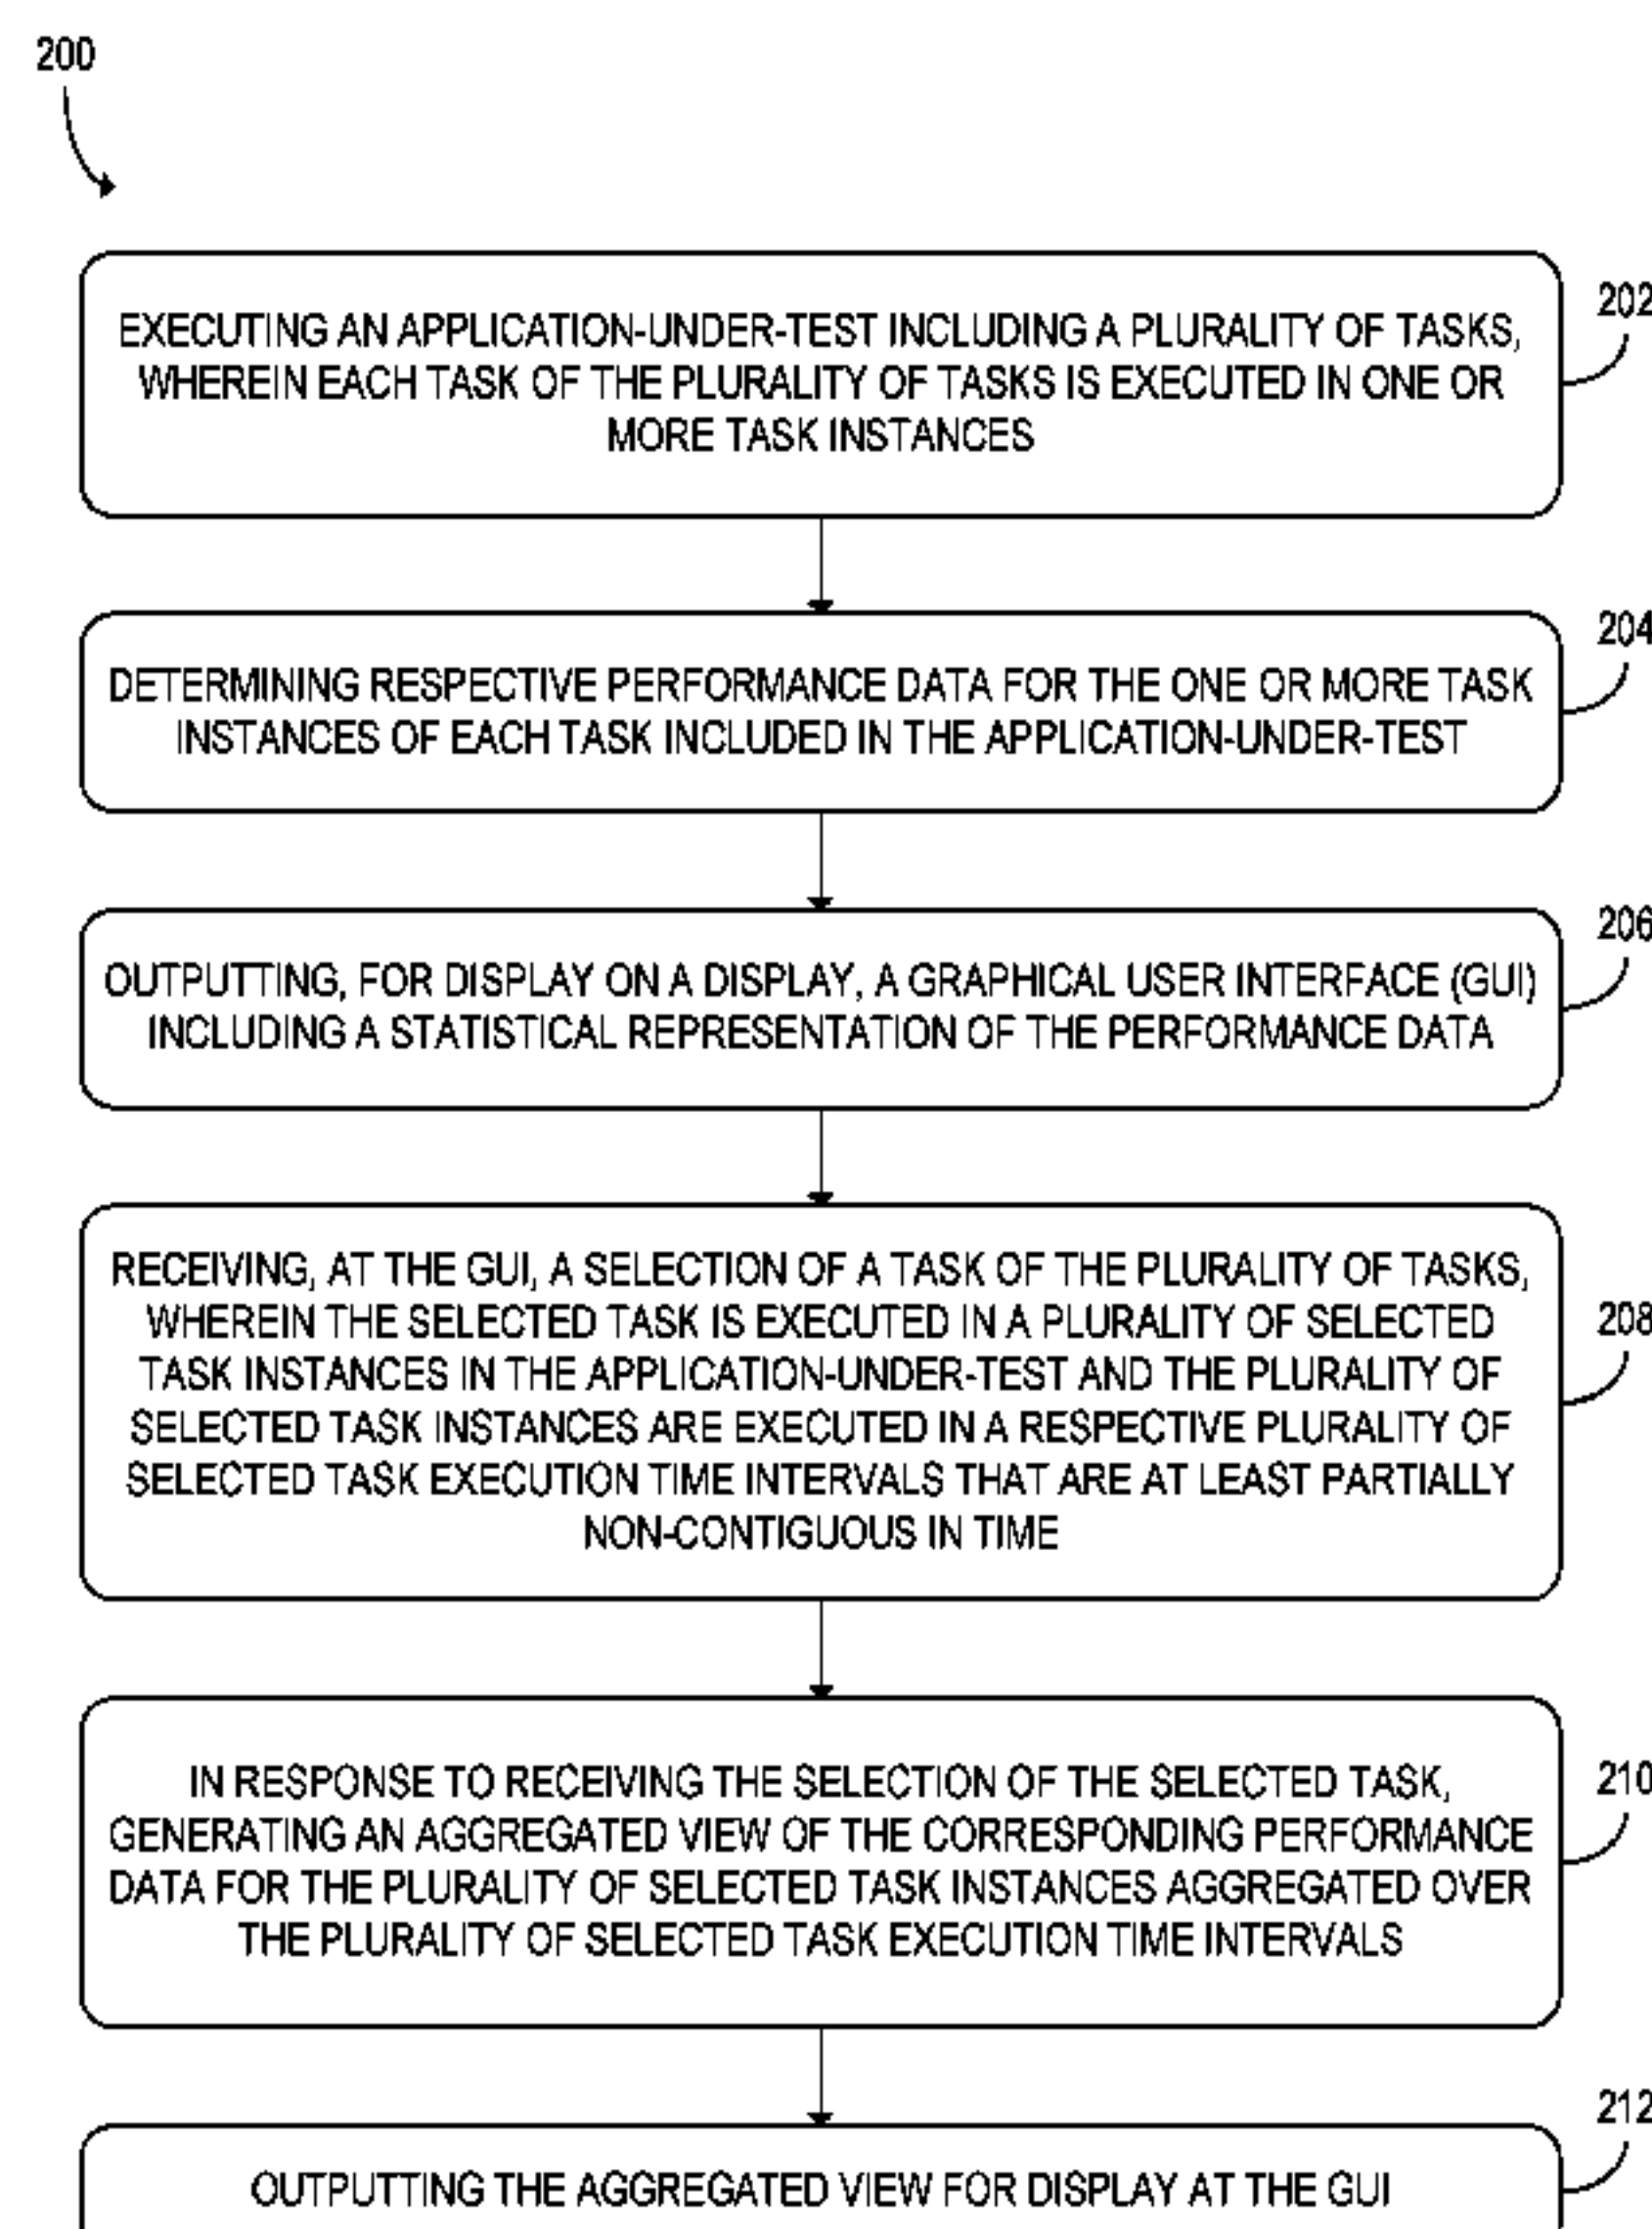 200
202
EXECUTING AN APPLICATION-UNDER-TEST INCLUDING A PLURALITY OF TASKS,
WHEREIN EACH TASK OF THE PLURALITY OF TASKS IS EXECUTED IN ONE OR
MORE TASK INSTANCES
204
DETERMINING RESPECTIVE PERFORMANCE DATA FOR THE ONE OR MORE TASK
INSTANCES OF EACH TASK INCLUDED IN THE APPLICATION-UNDER-TEST
206
OUTPUTTING, FOR DISPLAY ON A DISPLAY, A GRAPHICAL USER INTERFACE (GUI)
INCLUDING A STATISTICAL REPRESENTATION OF THE PERFORMANCE DATA
RECEIVING, AT THE GUI, A SELECTION OF A TASK OF THE PLURALITY OF TASKS,
WHEREIN THE SELECTED TASK IS EXECUTED IN A PLURALITY OF SELECTED
208
TASK INSTANCES IN THE APPLICATION-UNDER-TEST AND THE PLURALITY OF
SELECTED TASK INSTANCES ARE EXECUTED IN A RESPECTIVE PLURALITY OF
SELECTED TASK EXECUTION TIME INTERVALS THAT ARE AT LEAST PARTIALLY
NON-CONTIGUOUS IN TIME
210
IN RESPONSE TO RECEIVING THE SELECTION OF THE SELECTED TASK,
GENERATING AN AGGREGATED VIEW OF THE CORRESPONDING PERFORMANCE
DATA FOR THE PLURALITY OF SELECTED TASK INSTANCES AGGREGATED OVER
THE PLURALITY OF SELECTED TASK EXECUTION TIME INTERVALS
212
OUTPUTTING THE AGGREGATED VIEW FOR DISPLAY AT THE GUI